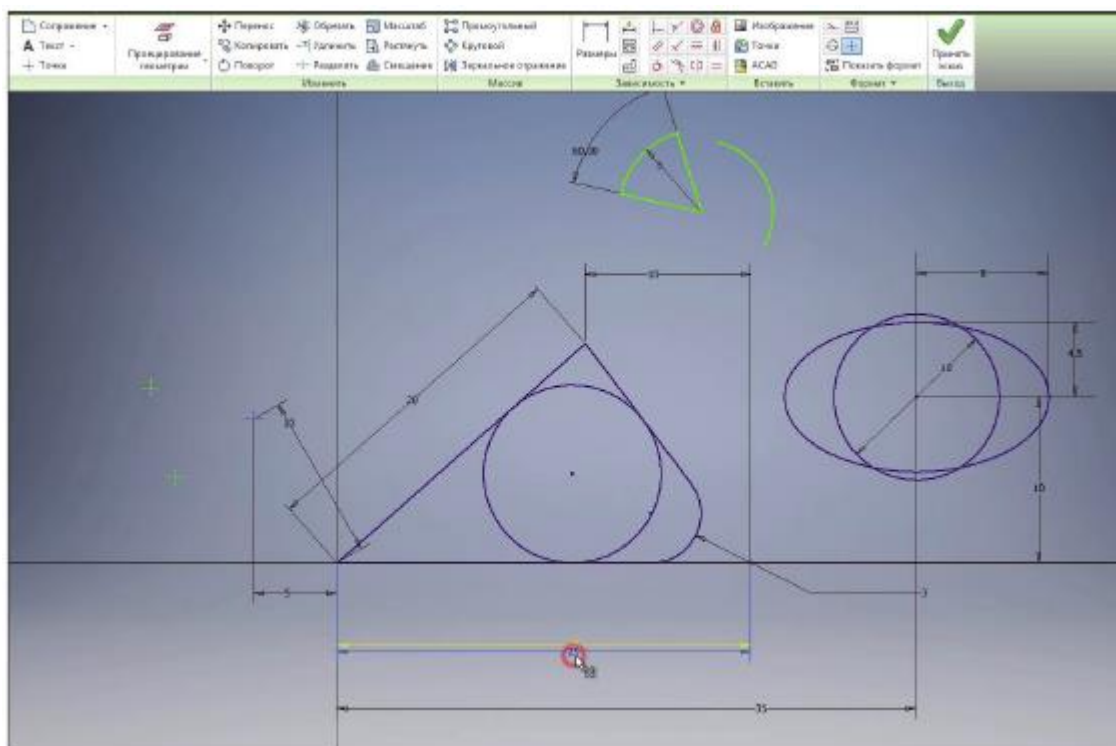 Сопряжение
Перенос
Обрезать
Масштаб
Прямоугольный
Изображение
Текст
Проецирование геометрии
Копировать
Удлинить
Растянуть
Круговой
Размеры
Точки
Принять эскиз
Точка
Поворот
Разделить
Смещение
Зеркальное отражение
ACAD
Показать формат
Изменить
Массив
Зависимость
Вставить
Формат
Выход
60,00
8
4,5
20
10
10
10
5
3
35